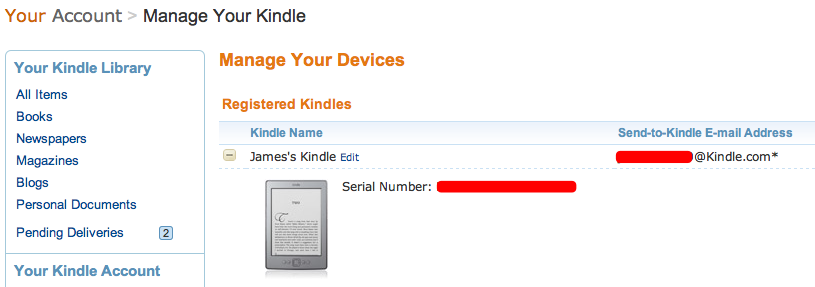 Your Account > Manage Your Kindle
Your Kindle Library
All Items
Books
Newspapers
Magazines
Blogs
Personal Documents
Pending Deliveries 2
Your Kindle Account
Manage Your Devices
Registered Kindles
Kindle Name Send-to-Kindle E-mail Address
James's Kindle Edit @Kindle.com*
Serial Number: